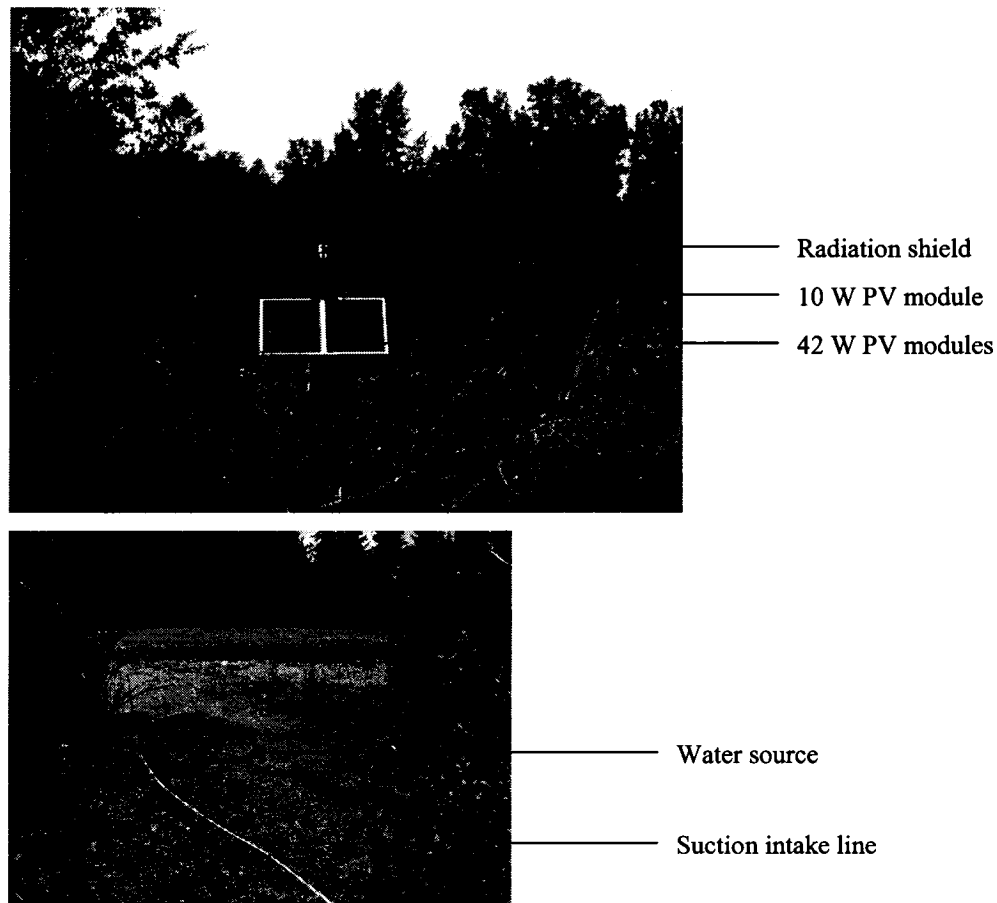 Radiation shield
10 W PV module
42 W PV modules
Water source
Suction intake line